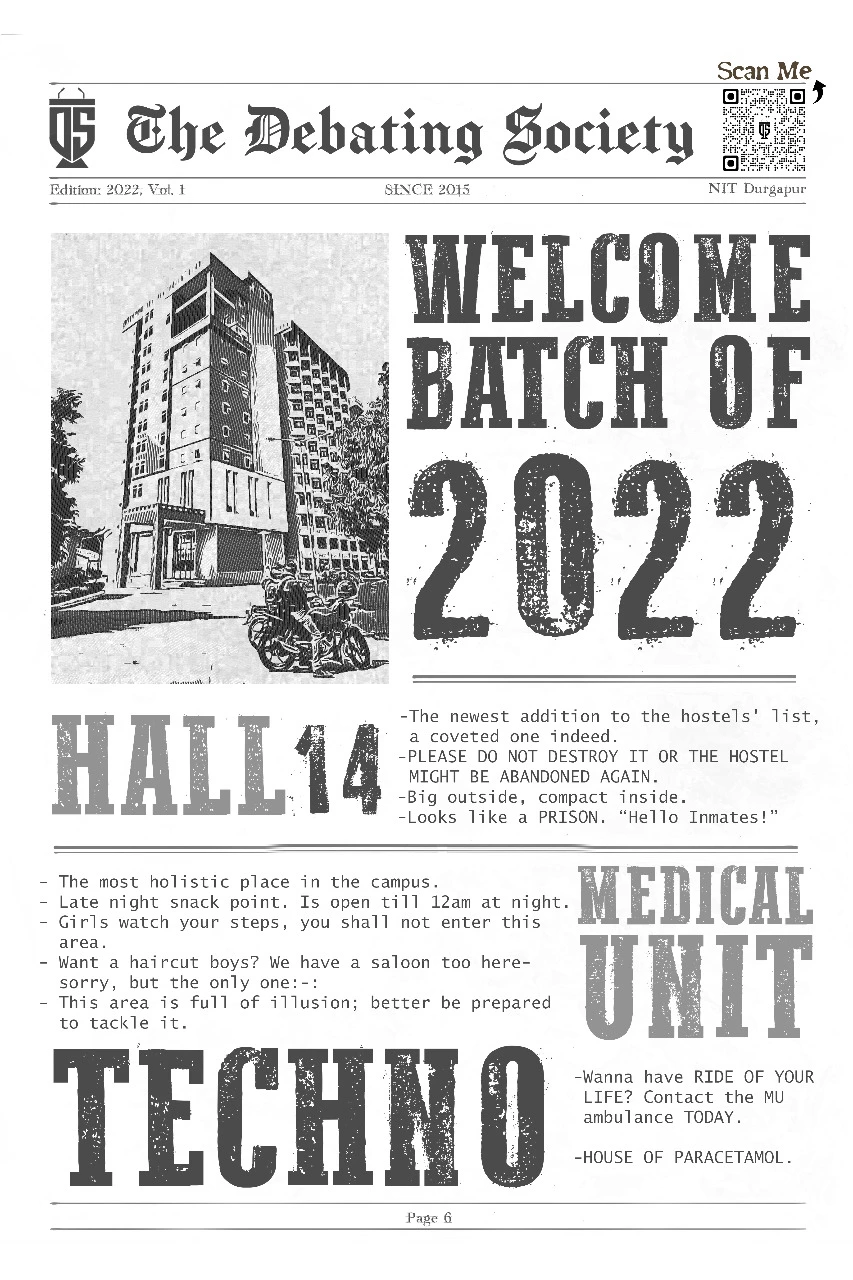 Scan Me
DS
The Debating Society
DS
Edition: 2022, Vol. 1
SINCE 2015
NIT Durgapur
WELCOME
BATCH OF
2022
HALL 14
-The newest addition to the hostels' list,
a coveted one indeed.
-PLEASE DO NOT DESTROY IT OR THE HOSTEL
MIGHT BE ABANDONED AGAIN.
-Big outside, compact inside.
-Looks like a PRISON. “Hello Inmates!”
- The most holistic place in the campus.
- Late night snack point. Is open till 12am at night.
- Girls watch your steps, you shall not enter this
area.
- Want a haircut boys? We have a saloon too here-
sorry, but the only one:-:
- This area is full of illusion; better be prepared
to tackle it.
TECHNO
MEDICAL
UNIT
-Wanna have RIDE OF YOUR
LIFE? Contact the MU
ambulance TODAY.
-HOUSE OF PARACETAMOL.
Page 6